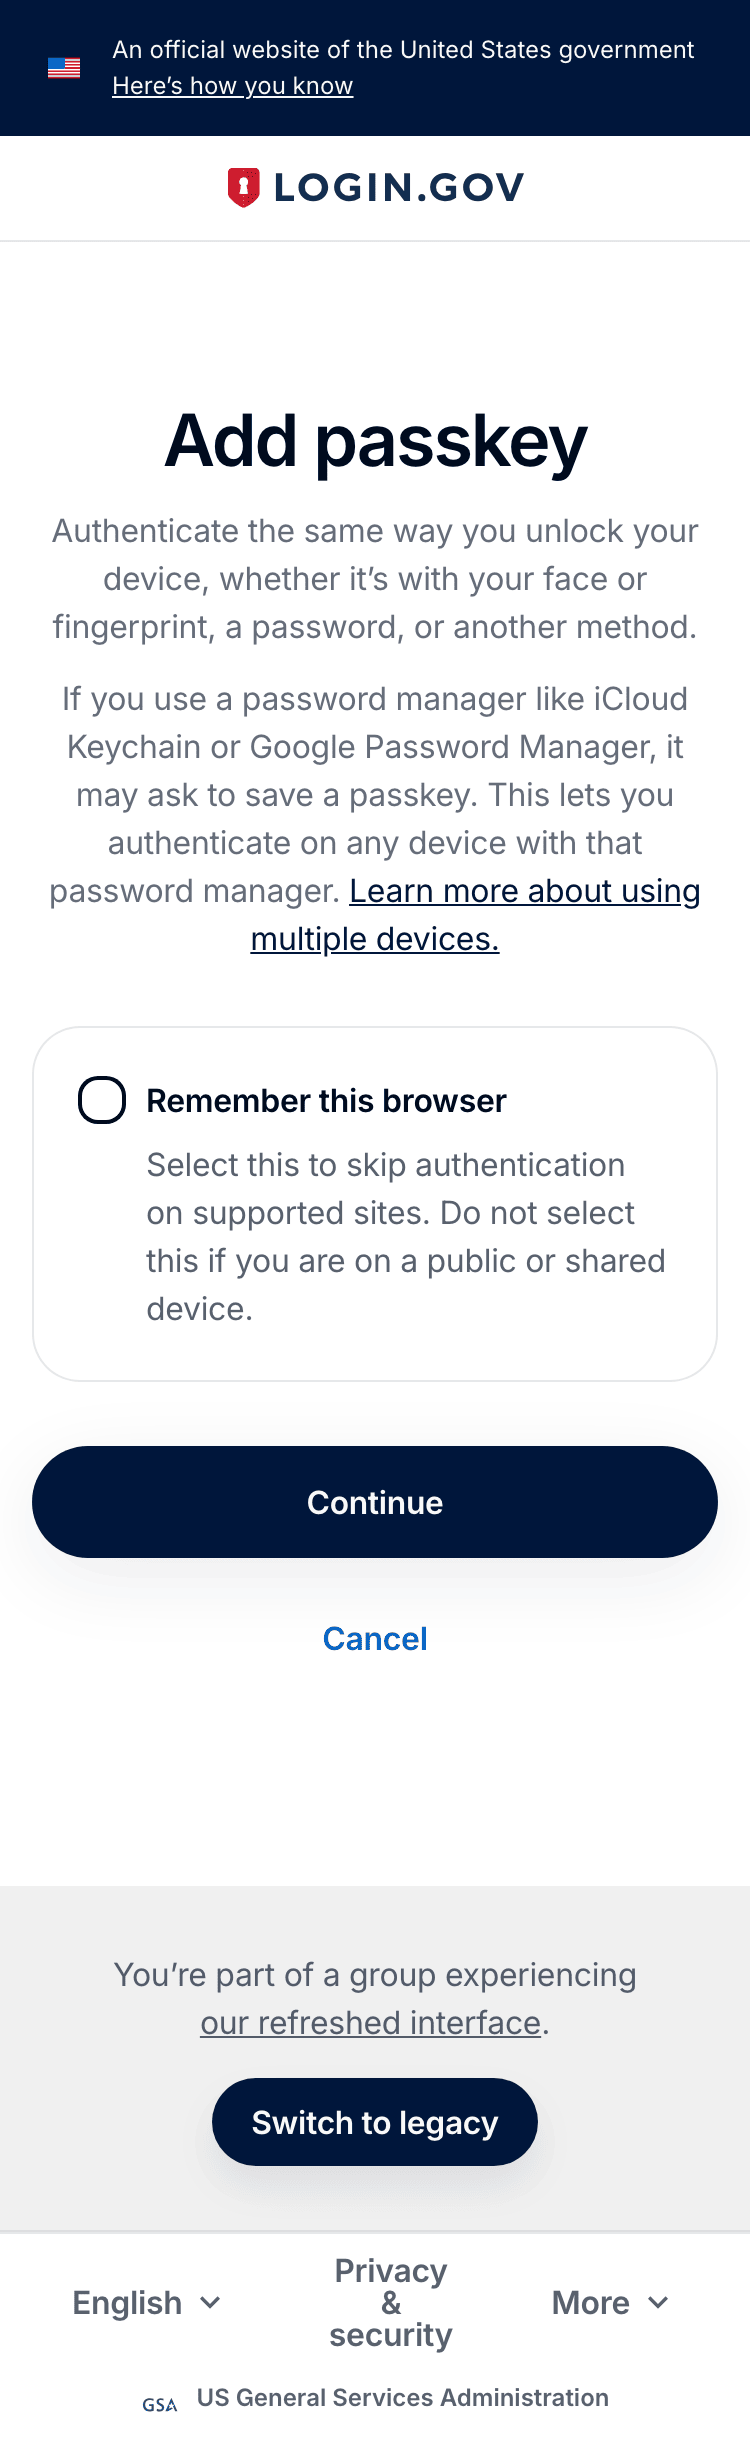 An official website of the United States government
Here’s how you know
LOGIN.GOV
Add passkey
Authenticate the same way you unlock your
device, whether it’s with your face or
fingerprint, a password, or another method.
If you use a password manager like iCloud
Keychain or Google Password Manager, it
may ask to save a passkey. This lets you
authenticate on any device with that
password manager. Learn more about using
multiple devices.
Remember this browser
Select this to skip authentication
on supported sites. Do not select
this if you are on a public or shared
device.
Continue
Cancel
You’re part of a group experiencing
our refreshed interface.
Switch to legacy
English
Privacy
&
security
More
GSA US General Services Administration